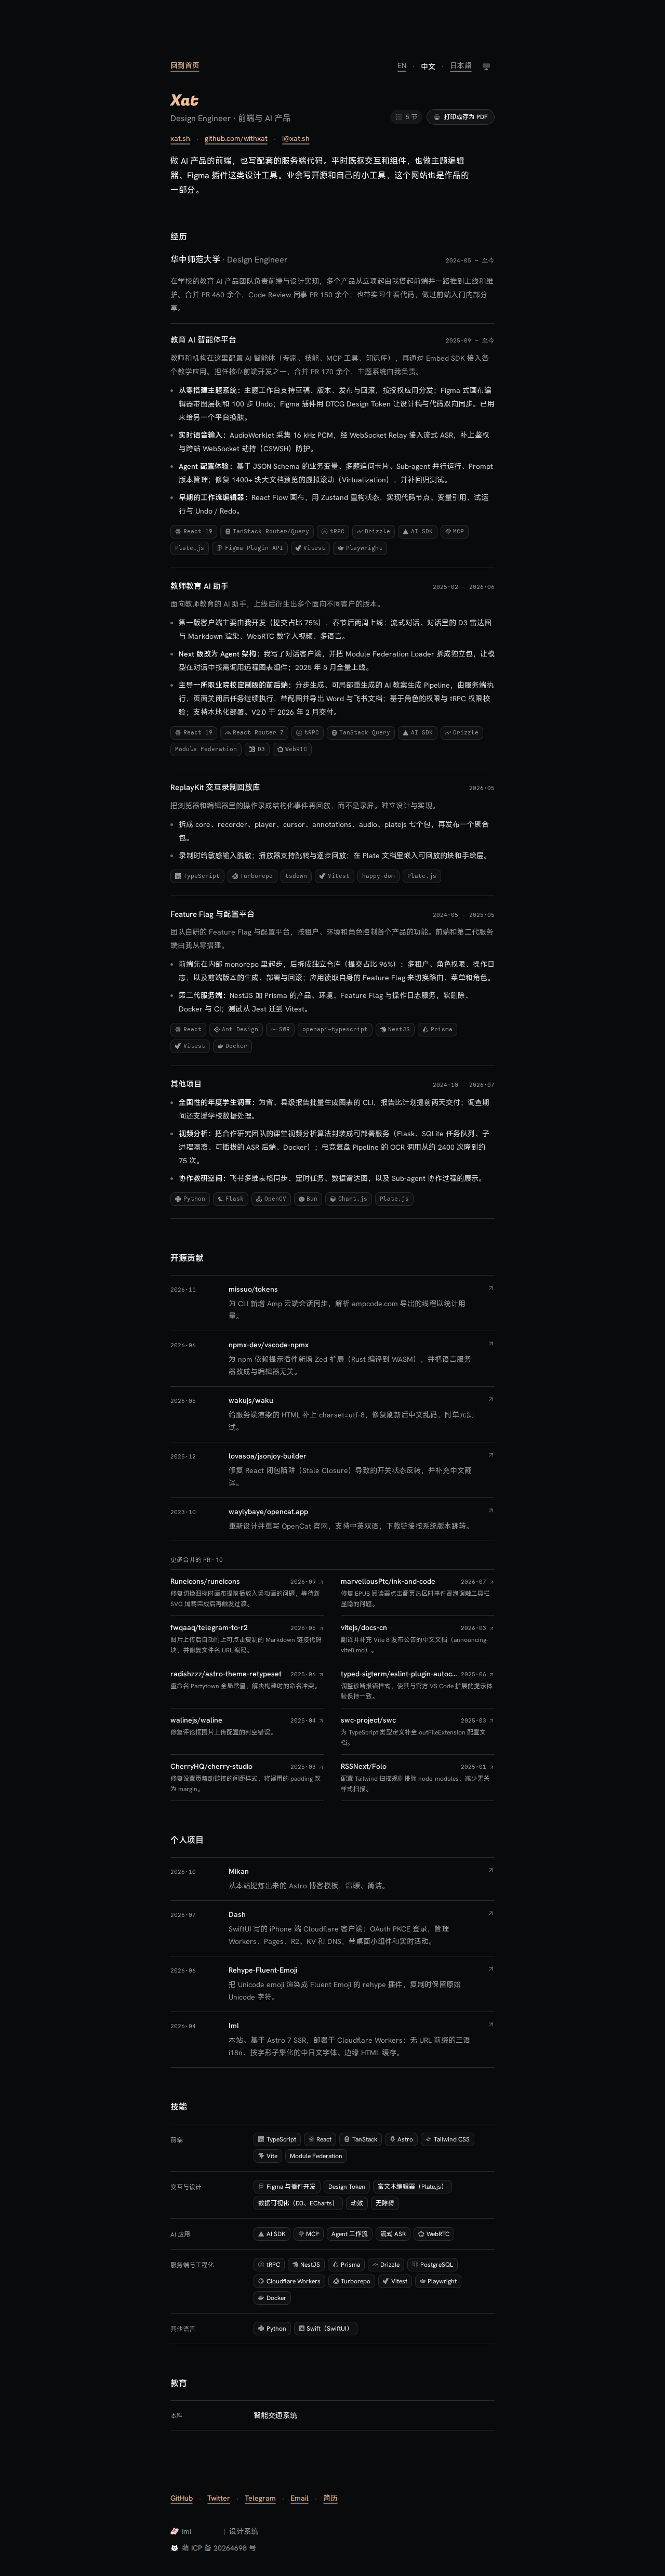 回到首页
EN · 中文 · 日本語
Xat
Design Engineer · 前端与 AI 产品
5 节
打印或存为 PDF
xat.sh · github.com/withxat · i@xat.sh
做 AI 产品的前端，也写配套的服务端代码。平时既抠交互和组件，也做主题编辑
器、Figma 插件这类设计工具。业余写开源和自己的小工具，这个网站也是作品的
一部分。
经历
华中师范大学 · Design Engineer
2024-05 – 至今
在学校的教育 AI 产品团队负责前端与设计实现，多个产品从立项起由我搭起前端并一路推到上线和维
护。合并 PR 460 余个，Code Review 同事 PR 150 余个；也带实习生看代码，做过前端入门内部分
享。
教育 AI 智能体平台
2025-09 – 至今
教师和机构在这里配置 AI 智能体（专家、技能、MCP 工具、知识库），再通过 Embed SDK 接入各
个教学应用。担任核心前端开发之一，合并 PR 170 余个，主题系统由我负责。
从零搭建主题系统：主题工作台支持草稿、版本、发布与回滚，按授权应用分发；Figma 式画布编
辑器带图层树和 100 步 Undo；Figma 插件用 DTCG Design Token 让设计稿与代码双向同步。已用
来给另一个平台换肤。
实时语音输入：AudioWorklet 采集 16 kHz PCM，经 WebSocket Relay 接入流式 ASR，补上鉴权
与跨站 WebSocket 劫持（CSWSH）防护。
Agent 配置体验：基于 JSON Schema 的业务变量、多题追问卡片、Sub-agent 并行运行、Prompt
版本管理；修复 1400+ 块大文档预览的虚拟滚动（Virtualization），并补回归测试。
早期的工作流编辑器：React Flow 画布，用 Zustand 重构状态，实现代码节点、变量引用、试运
行与 Undo / Redo。
React 19
TanStack Router/Query
tRPC
Drizzle
AI SDK
MCP
Plate.js
Figma Plugin API
Vitest
Playwright
教师教育 AI 助手
2025-02 – 2026-06
面向教师教育的 AI 助手，上线后衍生出多个面向不同客户的版本。
第一版客户端主要由我开发（提交占比 75%），春节后两周上线：流式对话、对话里的 D3 雷达图
与 Markdown 渲染、WebRTC 数字人视频、多语言。
Next 版改为 Agent 架构：我写了对话客户端，并把 Module Federation Loader 拆成独立包，让模
型在对话中按需调用远程图表组件；2025 年 5 月全量上线。
主导一所职业院校定制版的前后端：分步生成、可局部重生成的 AI 教案生成 Pipeline，由服务端执
行，页面关闭后任务继续执行，带配图并导出 Word 与飞书文档；基于角色的权限与 tRPC 权限校
验；支持本地化部署。V2.0 于 2026 年 2 月交付。
React 19
React Router 7
tRPC
TanStack Query
AI SDK
Drizzle
Module Federation
D3
WebRTC
ReplayKit 交互录制回放库
2026-05
把浏览器和编辑器里的操作录成结构化事件再回放，而不是录屏。独立设计与实现。
拆成 core、recorder、player、cursor、annotations、audio、platejs 七个包，再发布一个聚合
包。
录制时给敏感输入脱敏；播放器支持跳转与逐步回放；在 Plate 文档里嵌入可回放的块和手绘层。
TypeScript
Turborepo
tsdown
Vitest
happy-dom
Plate.js
Feature Flag 与配置平台
2024-05 – 2025-05
团队自研的 Feature Flag 与配置平台，按租户、环境和角色控制各个产品的功能。前端和第二代服务
端由我从零搭建。
前端先在内部 monorepo 里起步，后拆成独立仓库（提交占比 96%）：多租户、角色权限、操作日
志，以及前端版本的生成、部署与回滚；应用读取自身的 Feature Flag 来切换路由、菜单和角色。
第二代服务端：NestJS 加 Prisma 的产品、环境、Feature Flag 与操作日志服务，软删除、
Docker 与 CI；测试从 Jest 迁到 Vitest。
React
Ant Design
SWR
openapi-typescript
NestJS
Prisma
Vitest
Docker
其他项目
2024-10 – 2026-07
全国性的年度学生调查：为省、县级报告批量生成图表的 CLI，报告比计划提前两天交付；调查期
间还支援学校数据处理。
视频分析：把合作研究团队的课堂视频分析算法封装成可部署服务（Flask、SQLite 任务队列、子
进程隔离、可插拔的 ASR 后端、Docker）；电竞复盘 Pipeline 的 OCR 调用从约 2400 次降到约
75 次。
协作教研空间：飞书多维表格同步、定时任务、数据雷达图，以及 Sub-agent 协作过程的展示。
Python
Flask
OpenCV
Bun
Chart.js
Plate.js
开源贡献
2026-11
missuo/tokens
为 CLI 新增 Amp 云端会话同步，解析 ampcode.com 导出的线程以统计用
量。
2026-06
npmx-dev/vscode-npmx
为 npm 依赖提示插件新增 Zed 扩展（Rust 编译到 WASM），并把语言服务
器改成与编辑器无关。
2026-05
wakujs/waku
给服务端渲染的 HTML 补上 charset=utf-8，修复刷新后中文乱码，附单元测
试。
2025-12
lovasoa/jsonjoy-builder
修复 React 闭包陷阱（Stale Closure）导致的开关状态反转，并补充中文翻
译。
2023-10
waylybaye/opencat.app
重新设计并重写 OpenCat 官网，支持中英双语，下载链接按系统版本跳转。
更多合并的 PR · 10
Runeicons/runeicons
2026-09
修复切换图标时画布提前播放入场动画的问题，等待新
SVG 加载完成后再触发过渡。
marvellousPtc/ink-and-code
2026-07
修复 EPUB 阅读器点击翻页热区时事件冒泡误触工具栏
显隐的问题。
fwqaaq/telegram-to-r2
2026-05
图片上传后自动附上可点击复制的 Markdown 链接代码
块，并修复文件名 URL 编码。
vitejs/docs-cn
2026-03
翻译并补充 Vite 8 发布公告的中文文档（announcing-
vite8.md）。
radishzzz/astro-theme-retypeset
2025-06
重命名 Partytown 全局常量，解决构建时的命名冲突。
typed-sigterm/eslint-plugin-autoc…
2025-06
调整诊断报错样式，使其与官方 VS Code 扩展的提示体
验保持一致。
walinejs/waline
2025-04
修复评论框图片上传配置的判空错误。
swc-project/swc
2025-03
为 TypeScript 类型定义补全 outFileExtension 配置文
档。
CherryHQ/cherry-studio
2025-03
修复设置页帮助链接的间距样式，将误用的 padding 改
为 margin。
RSSNext/Folo
2025-01
配置 Tailwind 扫描规则排除 node_modules，减少无关
样式扫描。
个人项目
2026-10
Mikan
从本站提炼出来的 Astro 博客模板，温暖、简洁。
2026-07
Dash
SwiftUI 写的 iPhone 端 Cloudflare 客户端：OAuth PKCE 登录，管理
Workers、Pages、R2、KV 和 DNS，带桌面小组件和实时活动。
2026-06
Rehype-Fluent-Emoji
把 Unicode emoji 渲染成 Fluent Emoji 的 rehype 插件，复制时保留原始
Unicode 字符。
2026-04
lml
本站。基于 Astro 7 SSR，部署于 Cloudflare Workers：无 URL 前缀的三语
i18n、按字形子集化的中日文字体、边缘 HTML 缓存。
技能
前端
TypeScript
React
TanStack
Astro
Tailwind CSS
Vite
Module Federation
交互与设计
Figma 与插件开发
Design Token
富文本编辑器（Plate.js）
数据可视化（D3、ECharts）
动效
无障碍
AI 应用
AI SDK
MCP
Agent 工作流
流式 ASR
WebRTC
服务端与工程化
tRPC
NestJS
Prisma
Drizzle
PostgreSQL
Cloudflare Workers
Turborepo
Vitest
Playwright
Docker
其他语言
Python
Swift（SwiftUI）
教育
本科
智能交通系统
GitHub · Twitter · Telegram · Email · 简历
lml | 设计系统
萌 ICP 备 20264698 号